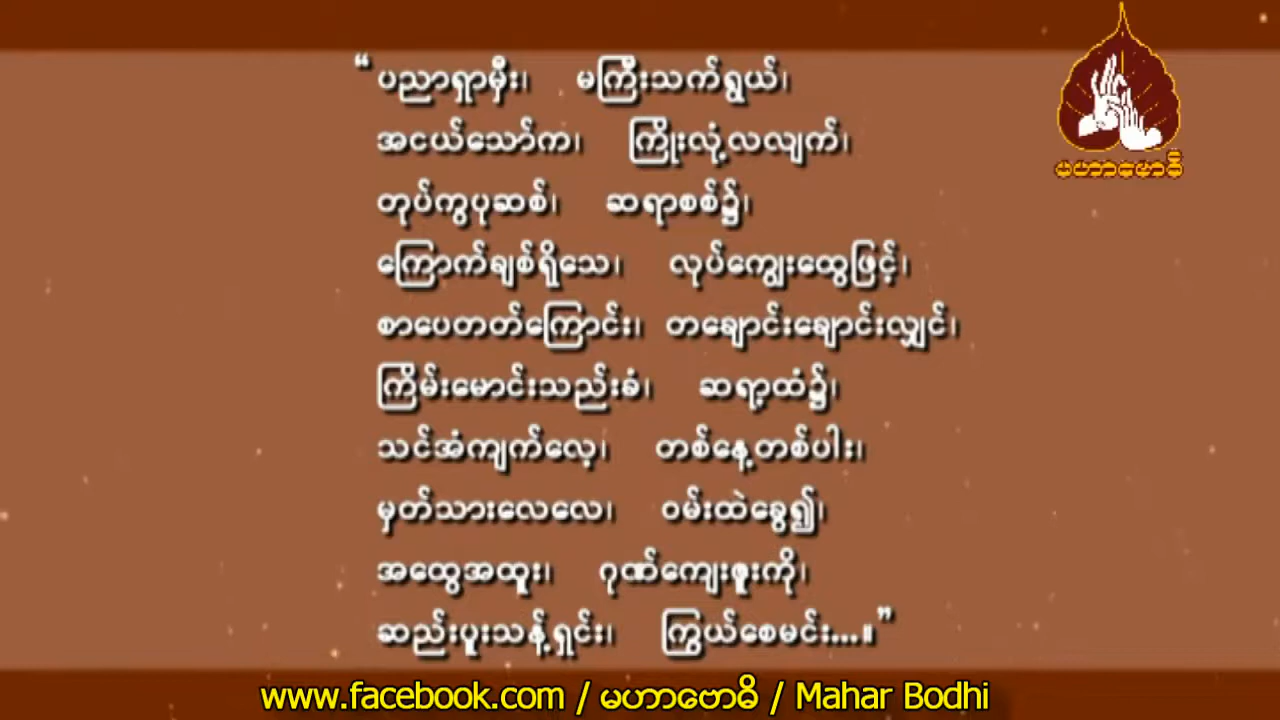 “ ပညာရှာမှီး၊ မကြီးသက်ရွယ်၊
အငယ်သော်က၊ ကြိုးလုံ့လလျက်၊
တုပ်ကွပုဆစ်၊ ဆရာစစ်၌၊
ကြောက်ချစ်ရိုသေ၊ လုပ်ကျွေးထွေဖြင့်၊
စာပေတတ်ကြောင်း၊ တချောင်းချောင်းလျှင်၊
ကြိမ်းမောင်းသည်းခံ၊ ဆရာ့ထံ၌၊
သင်အံကျက်လေ့၊ တစ်နေ့တစ်ပါး၊
မှတ်သားလေလေ၊ ဝမ်းထဲခွေ၍၊
အထွေအထူး၊ ဂုဏ်ကျေးဇူးကို၊
ဆည်းပူးသန့်ရှင်း၊ ကြွယ်စေမင်း...။”
မဟာဗောဓိ
www.facebook.com / မဟာဗောဓိ / Mahar Bodhi